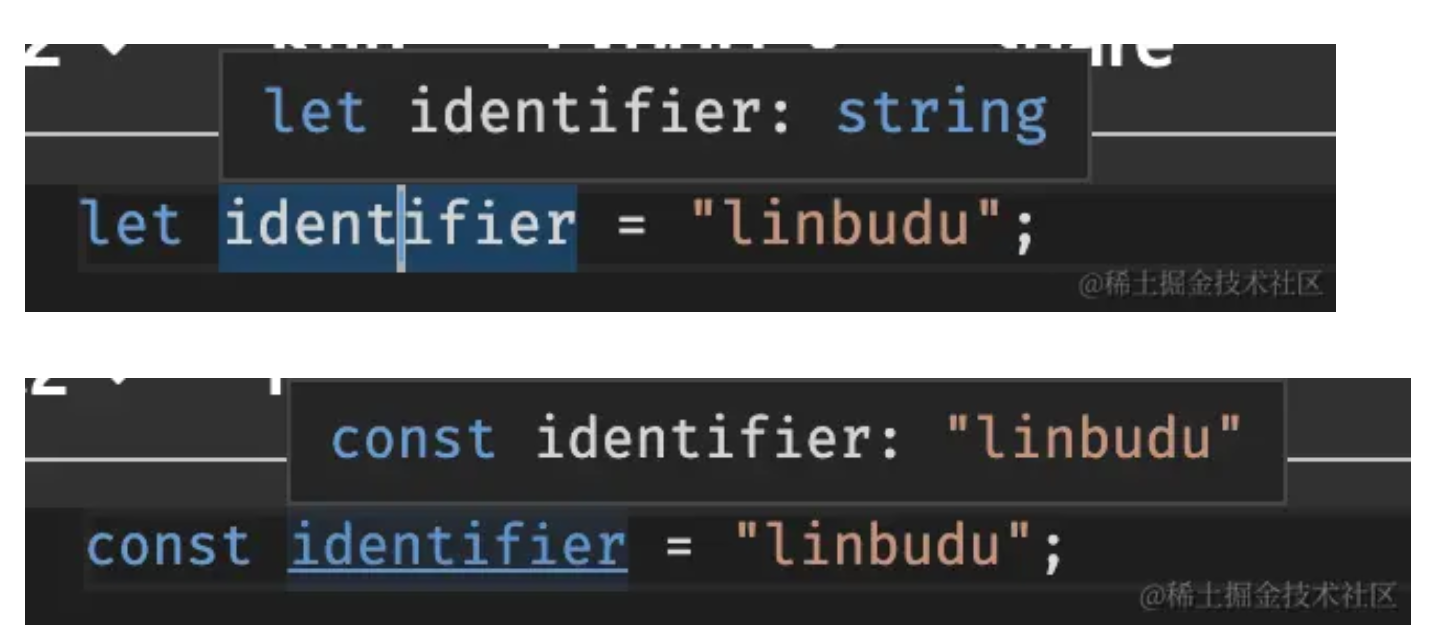 let identifier: string
let identifier = "linbudu";
@稀土掘金技术社区
const identifier: "linbudu"
const identifier = "linbudu";
@稀土掘金技术社区